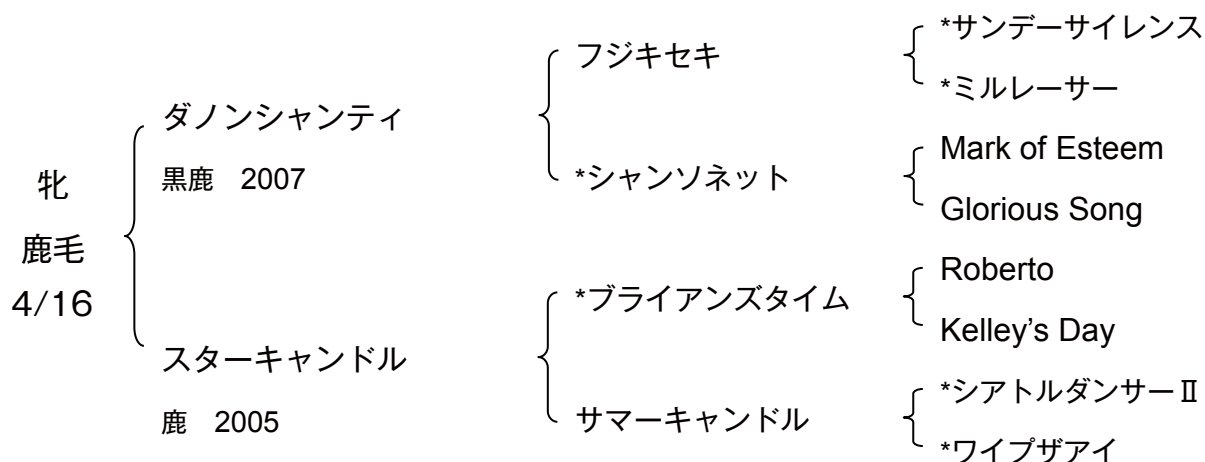 牝
鹿毛
4/16
ダノンシャンティ
黒鹿 2007
スターキャンドル
鹿 2005
フジキセキ
*シャンソネット
*ブライアンズタイム
サマーキャンドル
*サンデーサイレンス
*ミルレーサー
Mark of Esteem
Glorious Song
Roberto
Kelley’s Day
*シアトルダンサーⅡ
*ワイプザアイ